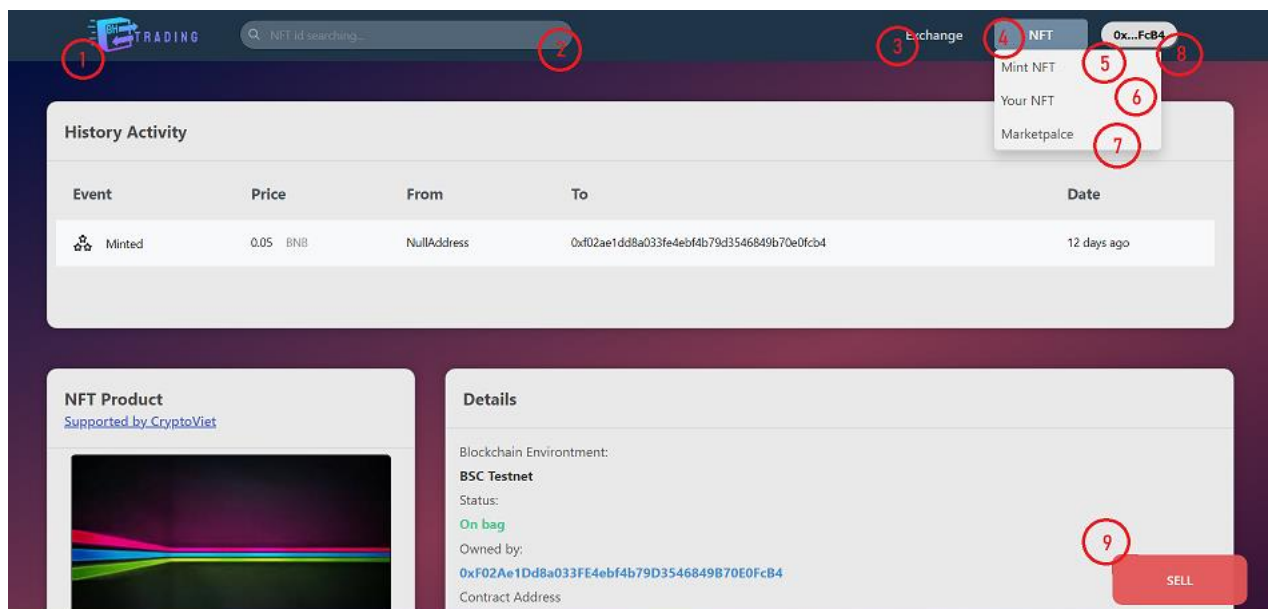 BH TRADING
NFT id searching...
Exchange
NFT
0x...FcB4
1
2
3
4
5
6
7
8
9
Mint NFT
Your NFT
Marketpalce
History Activity
Event Price From To Date
Minted 0.05 BNB NullAddress 0xf02ae1dd8a033fe4ebf4b79d3546849b70e0fcb4 12 days ago
NFT Product
Supported by CryptoViet
Details
Blockchain Environtment:
BSC Testnet
Status:
On bag
Owned by:
0xF02Ae1Dd8a033FE4ebf4b79D3546849B70E0FcB4
Contract Address
SELL